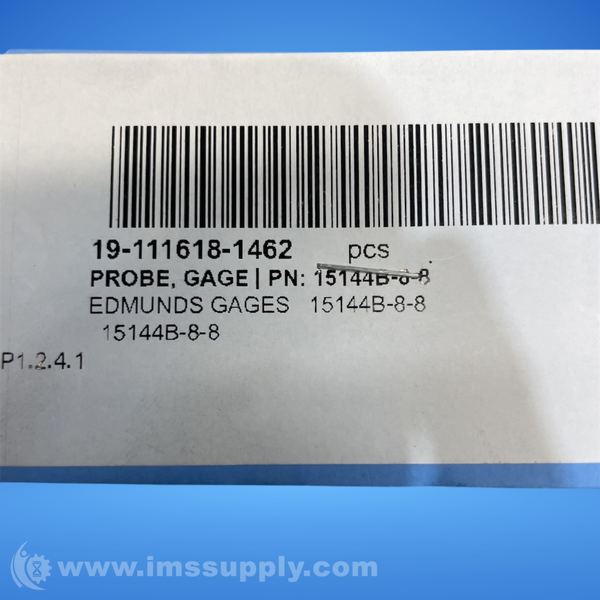 19-111618-1462 pcs
PROBE, GAGE | PN: 15144B-8-8
EDMUNDS GAGES 15144B-8-8
15144B-8-8
P1.2.4.1
www.imssupply.com